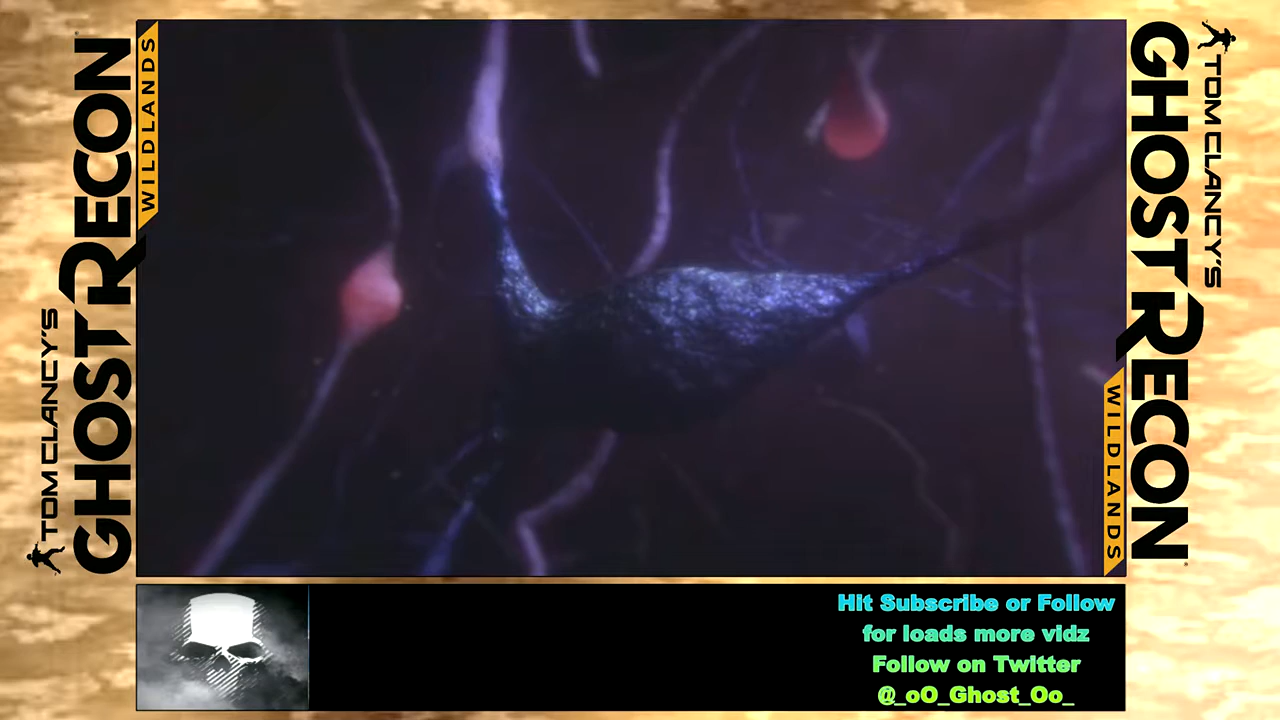 TOM CLANCY'S
GHOST RECON
WILDLANDS
TOM CLANCY'S
GHOST RECON
WILDLANDS
Hit Subscribe or Follow
for loads more vidz
Follow on Twitter
@_oO_Ghost_Oo_